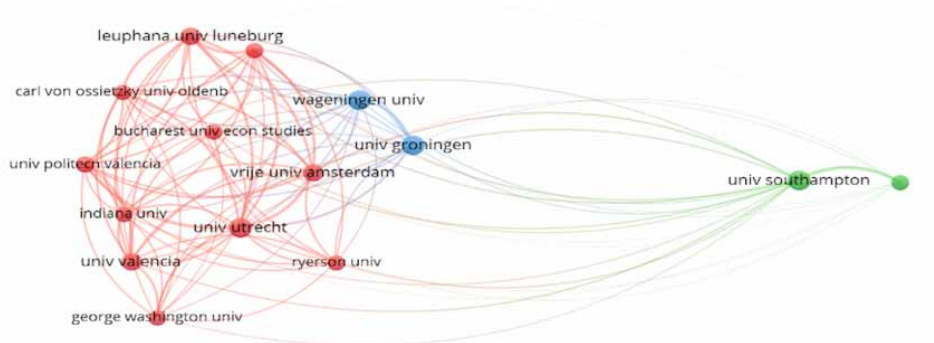 leuphana univ luneburg
carl von ossietzky univ oldenb
wageningen univ
bucharest univ econ studies
univ groningen
univ politecn valencia
vrije univ amsterdam
univ southampton
indiana univ
univ utrecht
univ valencia
ryerson univ
george washington univ